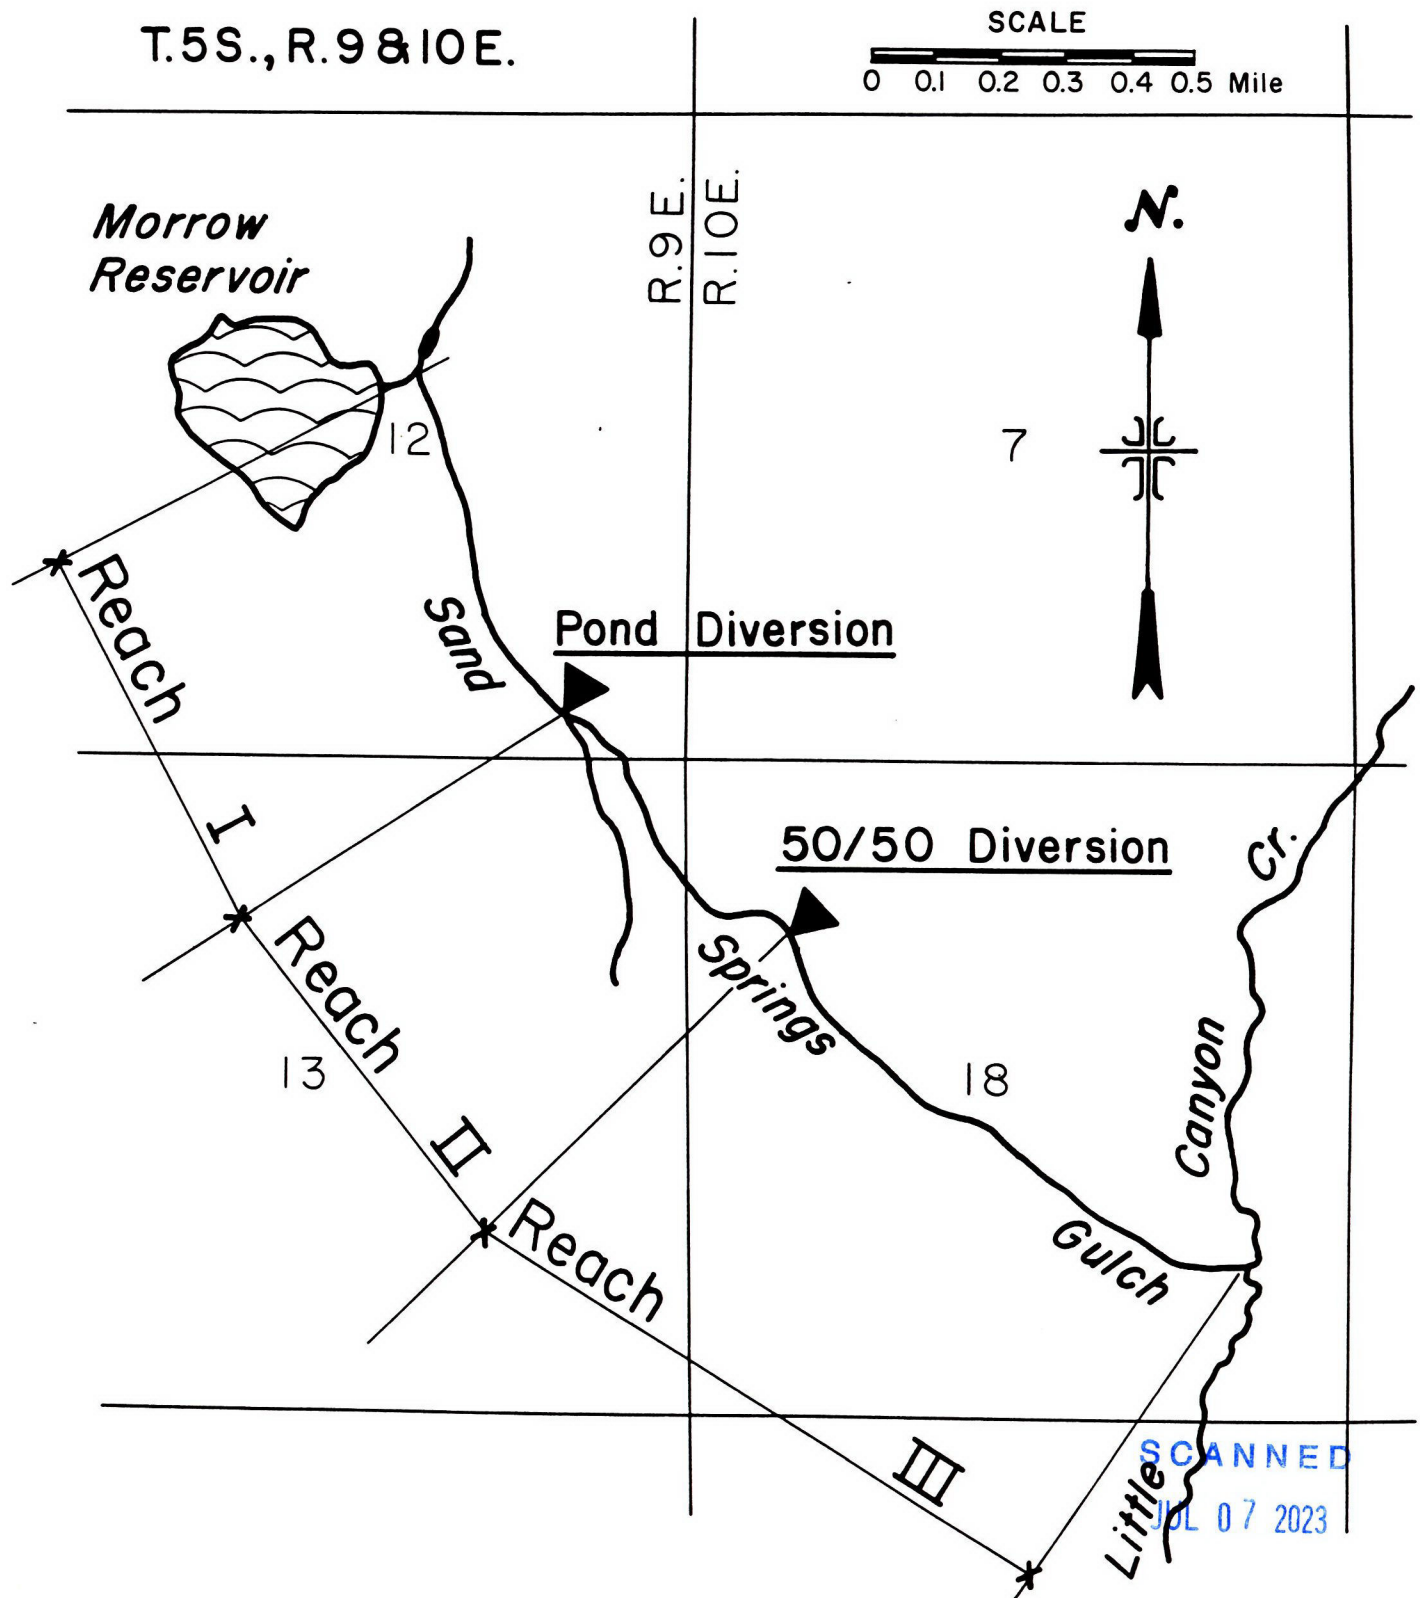 T.5S., R.9 & 10E.
SCALE
0 0.1 0.2 0.3 0.4 0.5 Mile
R.9E.
R.10E.
N.
Morrow
Reservoir
12
7
Reach I
Sand Springs Gulch
Pond Diversion
50/50 Diversion
Reach II
13
18
Reach III
Little Canyon Cr.
SCANNED
JUL 07 2023